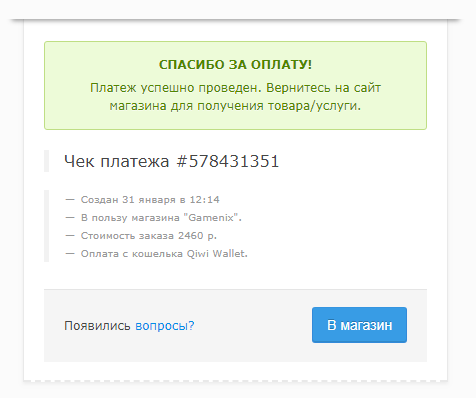 СПАСИБО ЗА ОПЛАТУ!
Платеж успешно проведен. Вернитесь на сайт
магазина для получения товара/услуги.
Чек платежа #578431351
— Создан 31 января в 12:14
— В пользу магазина "Gamenix".
— Стоимость заказа 2460 р.
— Оплата с кошелька Qiwi Wallet.
Появились вопросы?
В магазин